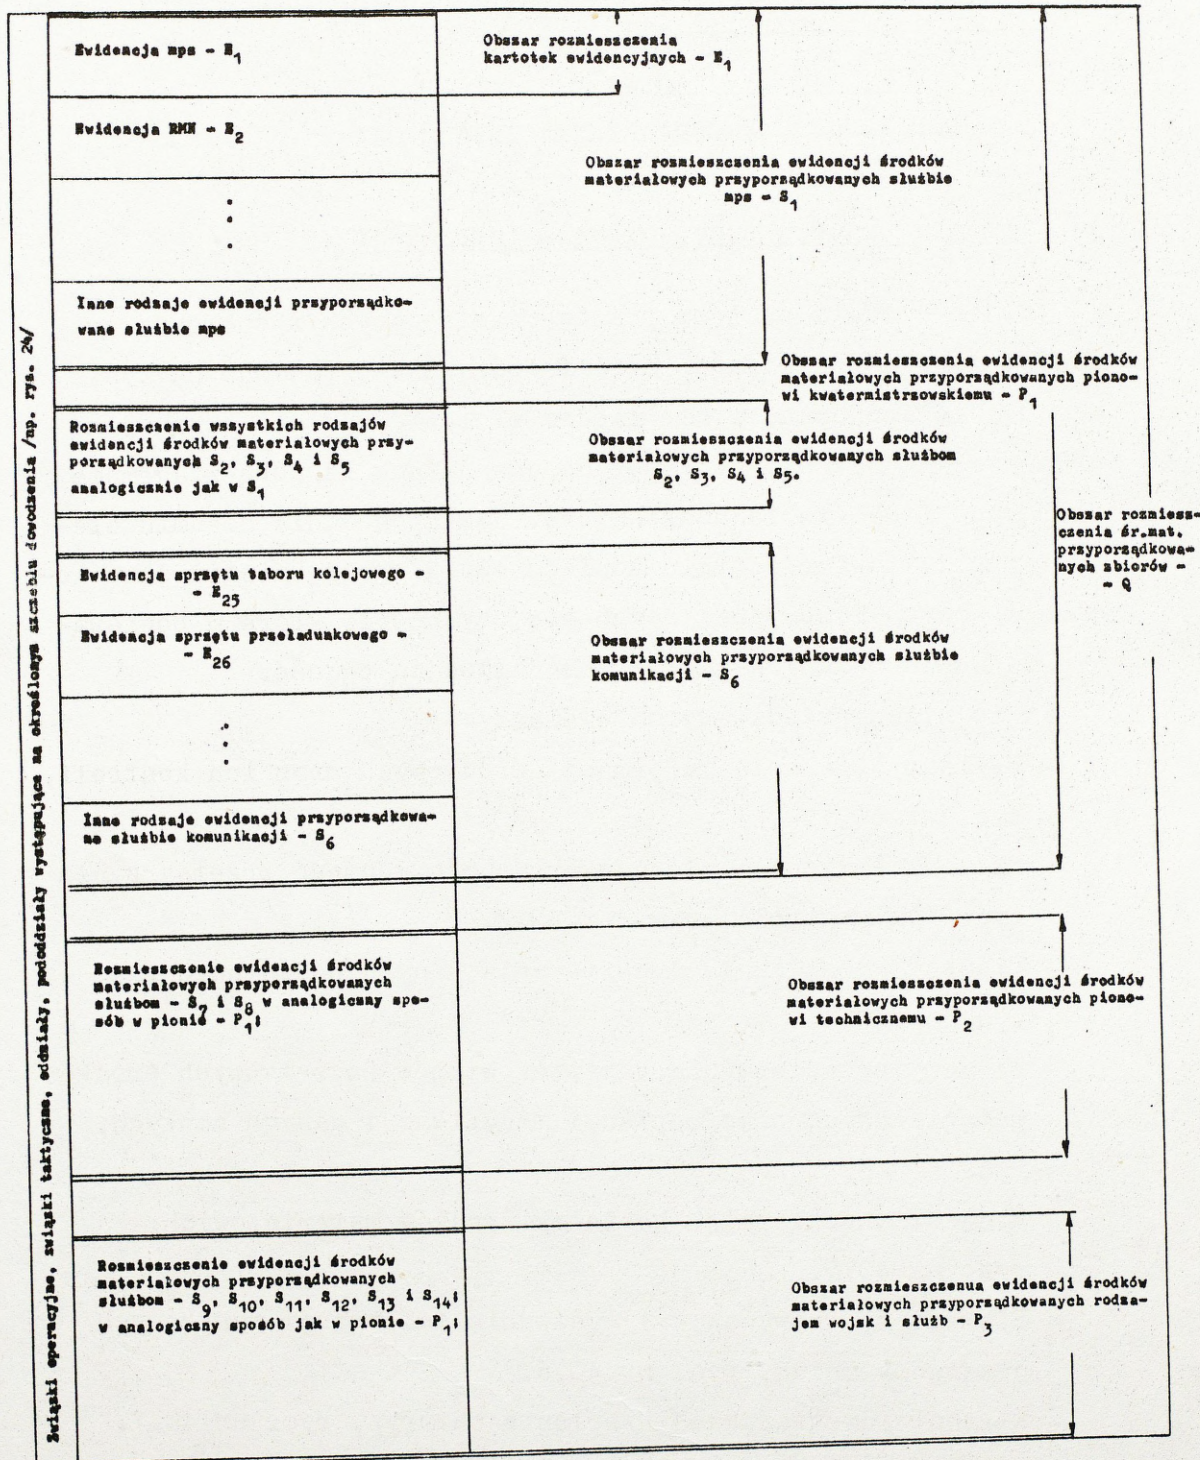 Związki operacyjne, związki taktyczne, oddziały, pododdziały występujące na określonym szczeblu dowodzenia /np. rys. 24/
Ewidencja mps - E1
Obszar rozmieszczenia
kartotek ewidencyjnych - E1
Ewidencja RMN - E2
Obszar rozmieszczenia ewidencji środków
materiałowych przyporządkowanych służbie
mps - S1
.
.
.
Inne rodzaje ewidencji przyporządko-
wane służbie mps
Obszar rozmieszczenia ewidencji środków
materiałowych przyporządkowanych piono-
wi kwatermistrzowskiemu - P1
Rozmieszczenie wszystkich rodzajów
ewidencji środków materiałowych przy-
porządkowanych S2, S3, S4 i S5
analogicznie jak w S1
Obszar rozmieszczenia ewidencji środków
materiałowych przyporządkowanych służbom
S2, S3, S4 i S5.
Obszar rozmiesz-
czenia śr.mat.
przyporządkowa-
nych zbiorów -
- Q
Ewidencja sprzętu taboru kolejowego -
- E25
Ewidencja sprzętu przeładunkowego -
- E26
Obszar rozmieszczenia ewidencji środków
materiałowych przyporządkowanych służbie
komunikacji - S6
.
.
.
Inne rodzaje ewidencji przyporządkowa-
ne służbie komunikacji - S6
Rozmieszczenie ewidencji środków
materiałowych przyporządkowanych
służbom - S7 i S8 w analogiczny spo-
sób w pionie - P1;
Obszar rozmieszczenia ewidencji środków
materiałowych przyporządkowanych piono-
wi technicznemu - P2
Rozmieszczenie ewidencji środków
materiałowych przyporządkowanych
służbom - S9, S10, S11, S12, S13 i S14;
w analogiczny sposób jak w pionie - P1;
Obszar rozmieszczenua ewidencji środków
materiałowych przyporządkowanych rodza-
jem wojsk i służb - P3